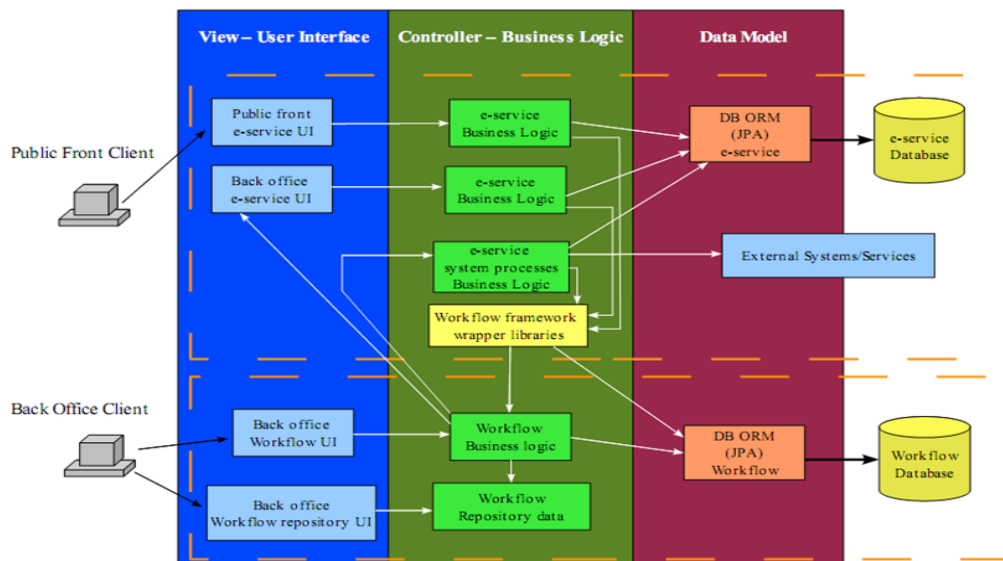 View – User Interface
Controller – Business Logic
Data Model
Public Front Client
Public front
e-service UI
e-service
Business Logic
DB ORM
(JPA)
e-service
e-service
Database
Back office
e-service UI
e-service
Business Logic
e-service
system processes
Business Logic
External Systems/Services
Workflow framework
wrapper libraries
Back Office Client
Back office
Workflow UI
Workflow
Business logic
DB ORM
(JPA)
Workflow
Workflow
Database
Back office
Workflow repository UI
Workflow
Repository data